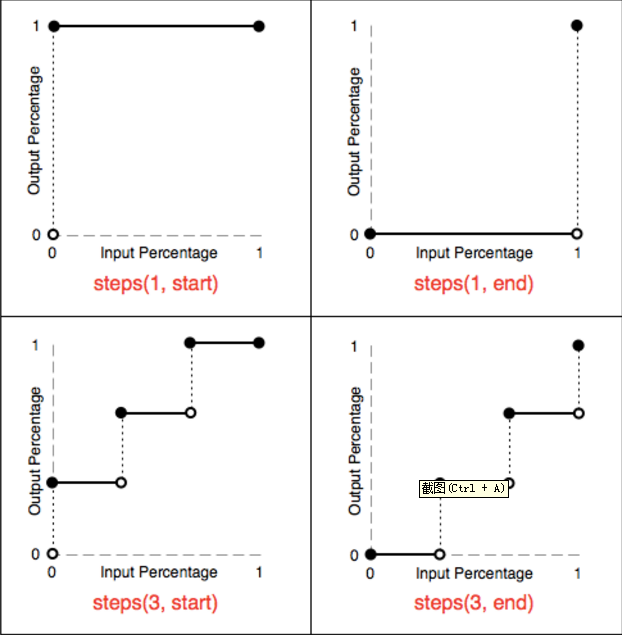 1
Output Percentage
0
0
Input Percentage
1
steps(1, start)
1
Output Percentage
0
0
Input Percentage
1
steps(1, end)
1
Output Percentage
0
0
Input Percentage
1
steps(3, start)
1
Output Percentage
截图(Ctrl + A)
0
0
Input Percentage
1
steps(3, end)